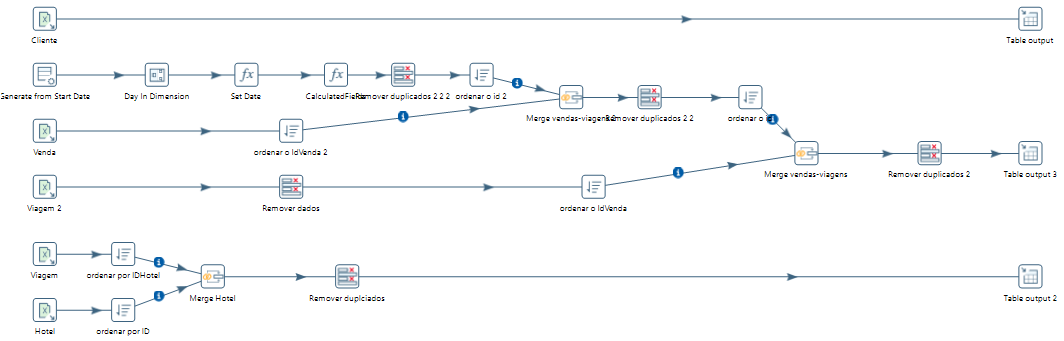 Cliente
Table output
Generate from Start Date
Day In Dimension
Set Date
CalculatedFields
Remover duplicados 2 2 2
ordenar o id 2
Merge vendas-viagens 2
Remover duplicados 2 2
ordenar o id
Venda
ordenar o IdVenda 2
Merge vendas-viagens
Remover duplicados 2
Table output 3
Viagem 2
Remover dados
ordenar o IdVenda
Viagem
ordenar por IDHotel
Merge Hotel
Remover duplciados
Table output 2
Hotel
ordenar por ID